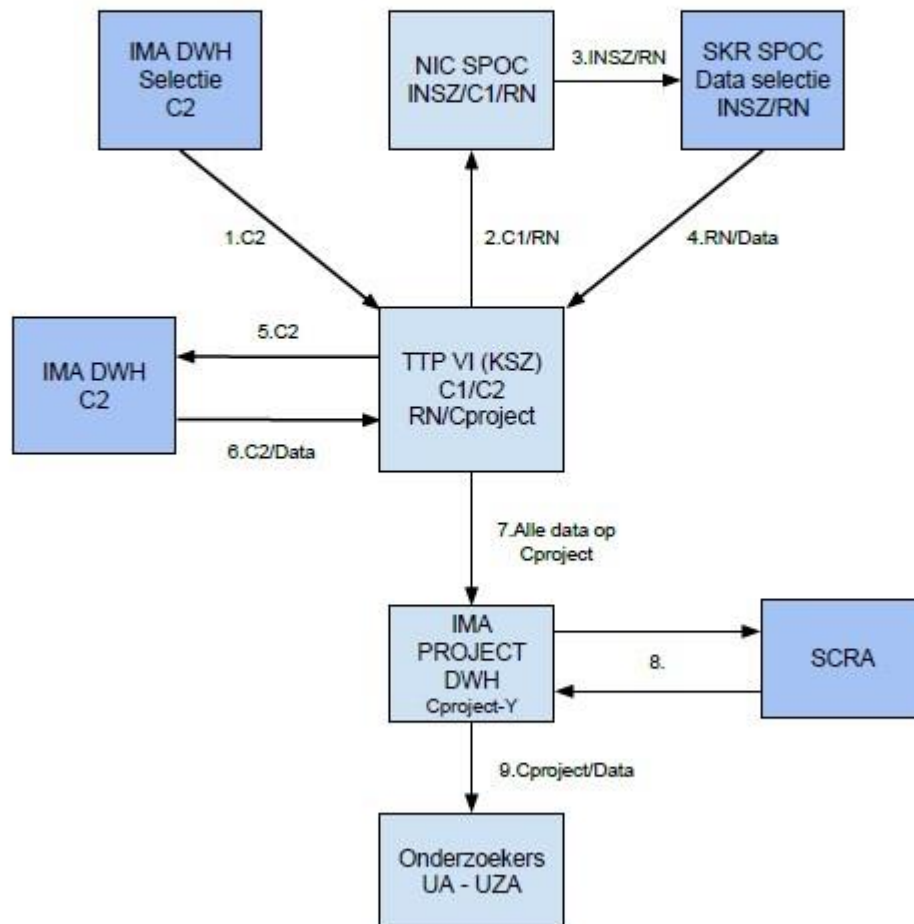 IMA DWH
Selectie
C2
NIC SPOC
INSZ/C1/RN
3.INSZ/RN
SKR SPOC
Data selectie
INSZ/RN
1.C2
2.C1/RN
4.RN/Data
IMA DWH
C2
5.C2
6.C2/Data
TTP VI (KSZ)
C1/C2
RN/Cproject
7.Alle data op
Cproject
IMA
PROJECT
DWH
Cproject-Y
8.
SCRA
9.Cproject/Data
Onderzoekers
UA - UZA